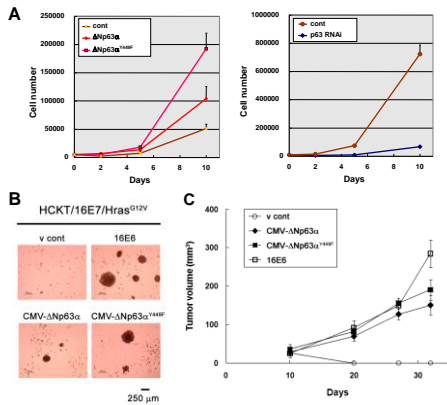 A
cont
ΔNp63α
ΔNp63αY449F
Cell number
250000
200000
150000
100000
50000
0
0 2 4 6 8 10
Days
cont
p63 RNAi
Cell number
1000000
800000
600000
400000
200000
0
0 2 4 6 8 10
Days
B
HCKT/16E7/HrasG12V
v cont
16E6
CMV-ΔNp63α
CMV-ΔNp63αY449F
250 μm
C
v cont
CMV-ΔNp63α
CMV-ΔNp63αY449F
16E6
Tumor volume (mm3)
400
300
200
100
0
0 10 20 30
Days